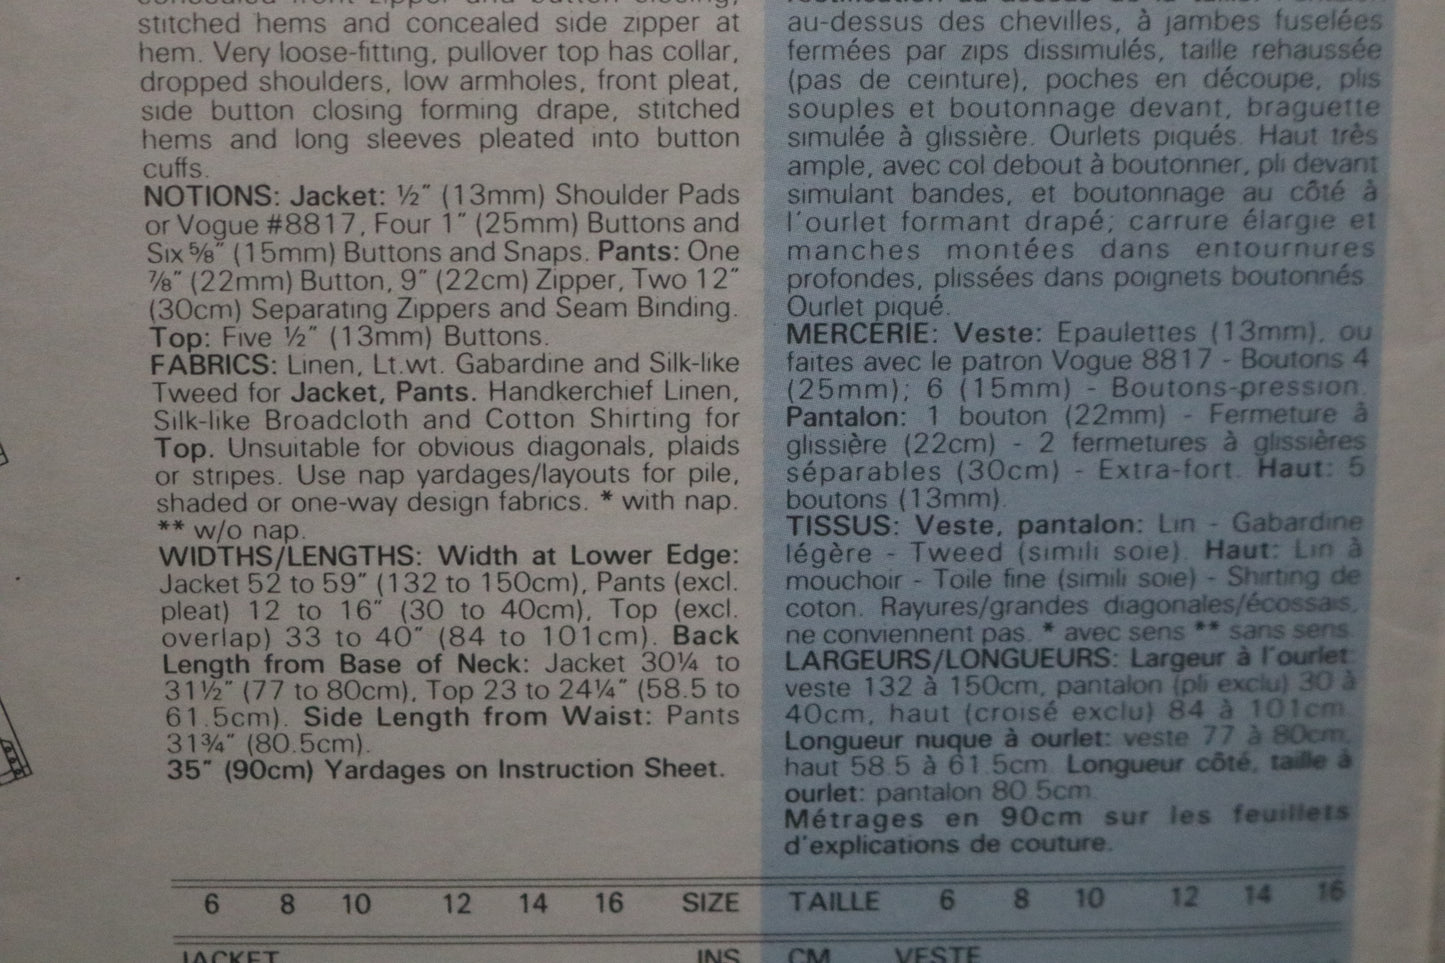 concealed front zipper and button closing,
stitched hems and concealed side zipper at
hem. Very loose-fitting, pullover top has collar,
dropped shoulders, low armholes, front pleat,
side button closing forming drape, stitched
hems and long sleeves pleated into button
cuffs.
NOTIONS: Jacket: ½" (13mm) Shoulder Pads
or Vogue #8817, Four 1" (25mm) Buttons and
Six ⅝" (15mm) Buttons and Snaps. Pants: One
⅞" (22mm) Button, 9" (22cm) Zipper, Two 12"
(30cm) Separating Zippers and Seam Binding.
Top: Five ½" (13mm) Buttons.
FABRICS: Linen, Lt.wt. Gabardine and Silk-like
Tweed for Jacket, Pants. Handkerchief Linen,
Silk-like Broadcloth and Cotton Shirting for
Top. Unsuitable for obvious diagonals, plaids
or stripes. Use nap yardages/layouts for pile,
shaded or one-way design fabrics. * with nap.
** w/o nap.
WIDTHS/LENGTHS: Width at Lower Edge:
Jacket 52 to 59" (132 to 150cm), Pants (excl.
pleat) 12 to 16" (30 to 40cm), Top (excl.
overlap) 33 to 40" (84 to 101cm). Back
Length from Base of Neck: Jacket 30¼ to
31½" (77 to 80cm), Top 23 to 24¼" (58.5 to
61.5cm). Side Length from Waist: Pants
31¾" (80.5cm).
35" (90cm) Yardages on Instruction Sheet.
au-dessus des chevilles, à jambes fuselées
fermées par zips dissimulés, taille rehaussée
(pas de ceinture), poches en découpe, plis
souples et boutonnage devant, braguette
simulée à glissière. Ourlets piqués. Haut très
ample, avec col debout à boutonner, pli devant
simulant bandes, et boutonnage au côté à
l'ourlet formant drapé; carrure élargie et
manches montées dans entournures
profondes, plissées dans poignets boutonnés.
Ourlet piqué.
MERCERIE: Veste: Epaulettes (13mm), ou
faites avec le patron Vogue 8817 - Boutons 4
(25mm); 6 (15mm) - Boutons-pression.
Pantalon: 1 bouton (22mm) - Fermeture à
glissière (22cm) - 2 fermetures à glissières
séparables (30cm) - Extra-fort. Haut: 5
boutons (13mm).
TISSUS: Veste, pantalon: Lin - Gabardine
légère - Tweed (simili soie). Haut: Lin à
mouchoir - Toile fine (simili soie) - Shirting de
coton. Rayures/grandes diagonales/écossais,
ne conviennent pas. * avec sens ** sans sens.
LARGEURS/LONGUEURS: Largeur à l'ourlet:
veste 132 à 150cm, pantalon (pli exclu) 30 à
40cm, haut (croisé exclu) 84 à 101cm.
Longueur nuque à ourlet: veste 77 à 80cm,
haut 58.5 à 61.5cm. Longueur côté, taille à
ourlet: pantalon 80.5cm.
Métrages en 90cm sur les feuillets
d'explications de couture.
6 8 10 12 14 16 SIZE TAILLE 6 8 10 12 14 16
JACKET INS CM VESTE